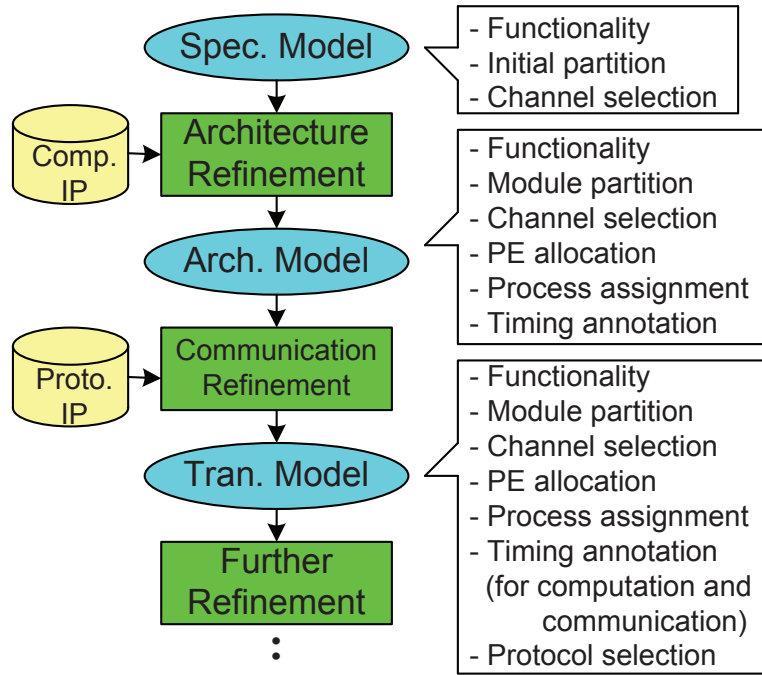 Spec. Model
- Functionality
- Initial partition
- Channel selection
Comp.
IP
Architecture
Refinement
- Functionality
- Module partition
- Channel selection
- PE allocation
- Process assignment
- Timing annotation
Arch. Model
Proto.
IP
Communication
Refinement
- Functionality
- Module partition
- Channel selection
- PE allocation
- Process assignment
- Timing annotation
(for computation and
communication)
- Protocol selection
Tran. Model
Further
Refinement
: